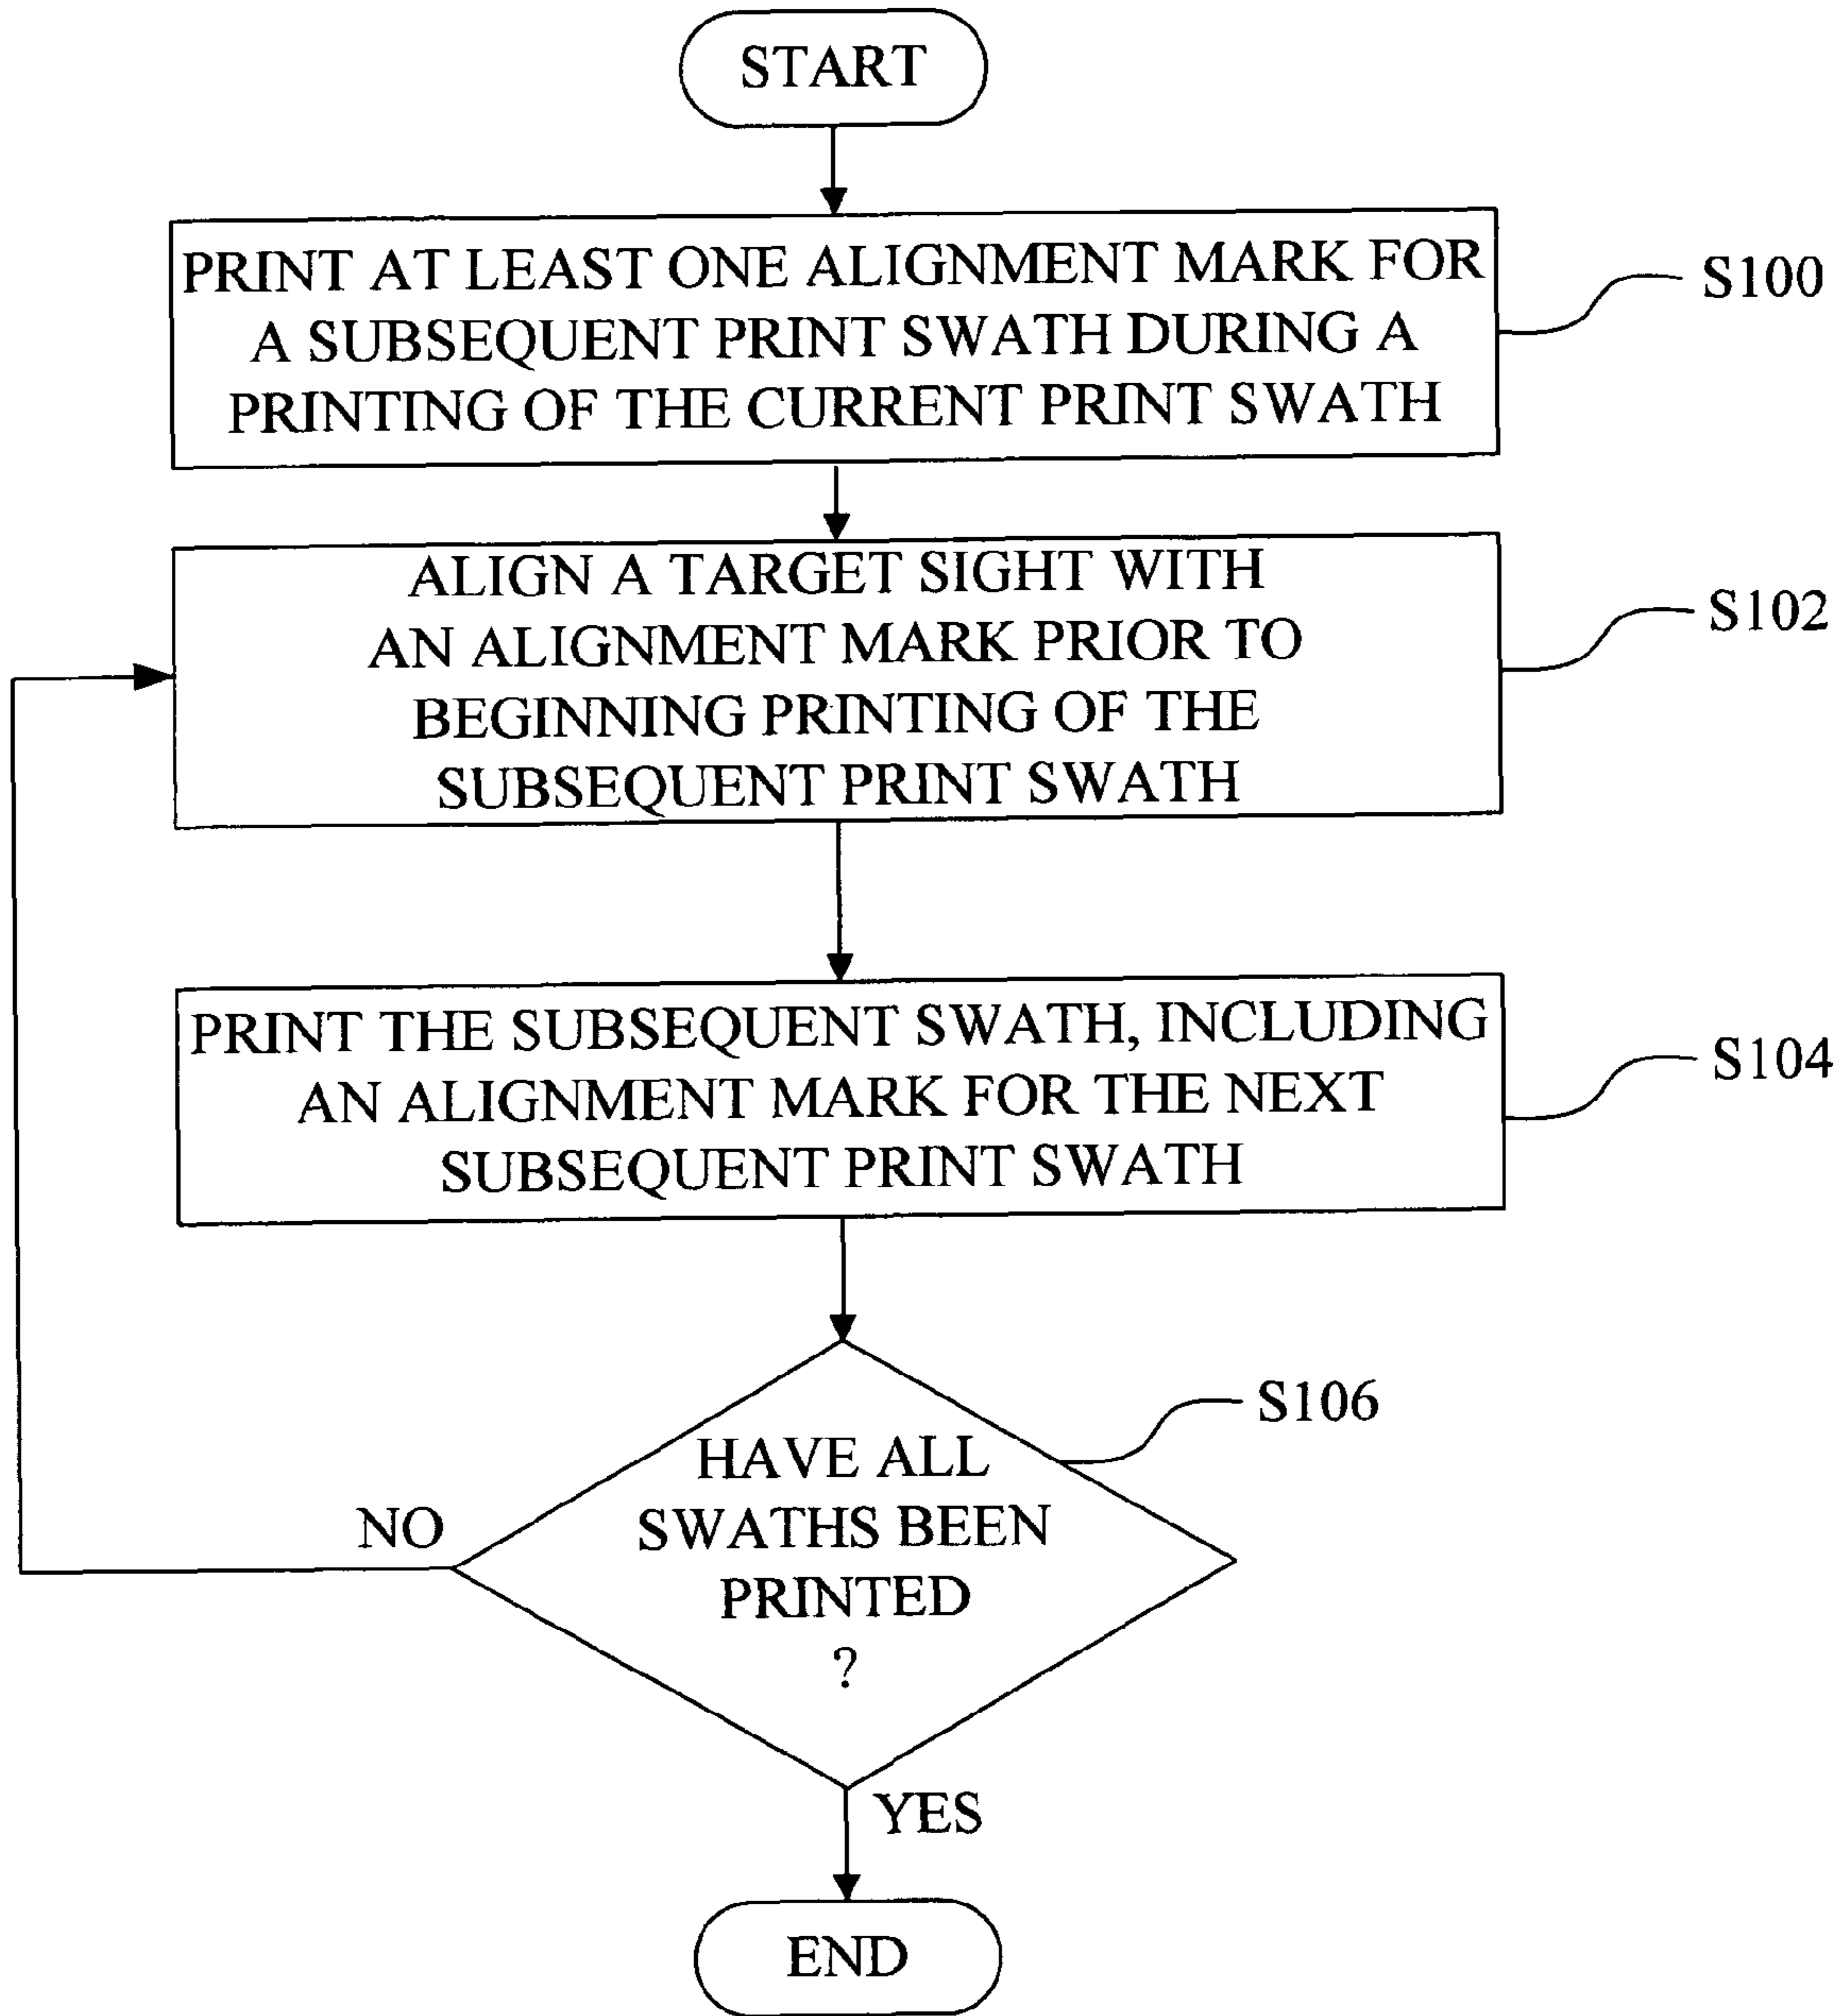 START
PRINT AT LEAST ONE ALIGNMENT MARK FOR
A SUBSEQUENT PRINT SWATH DURING A
PRINTING OF THE CURRENT PRINT SWATH
S100
ALIGN A TARGET SIGHT WITH
AN ALIGNMENT MARK PRIOR TO
BEGINNING PRINTING OF THE
SUBSEQUENT PRINT SWATH
S102
PRINT THE SUBSEQUENT SWATH, INCLUDING
AN ALIGNMENT MARK FOR THE NEXT
SUBSEQUENT PRINT SWATH
S104
HAVE ALL
SWATHS BEEN
PRINTED
?
S106
NO
YES
END